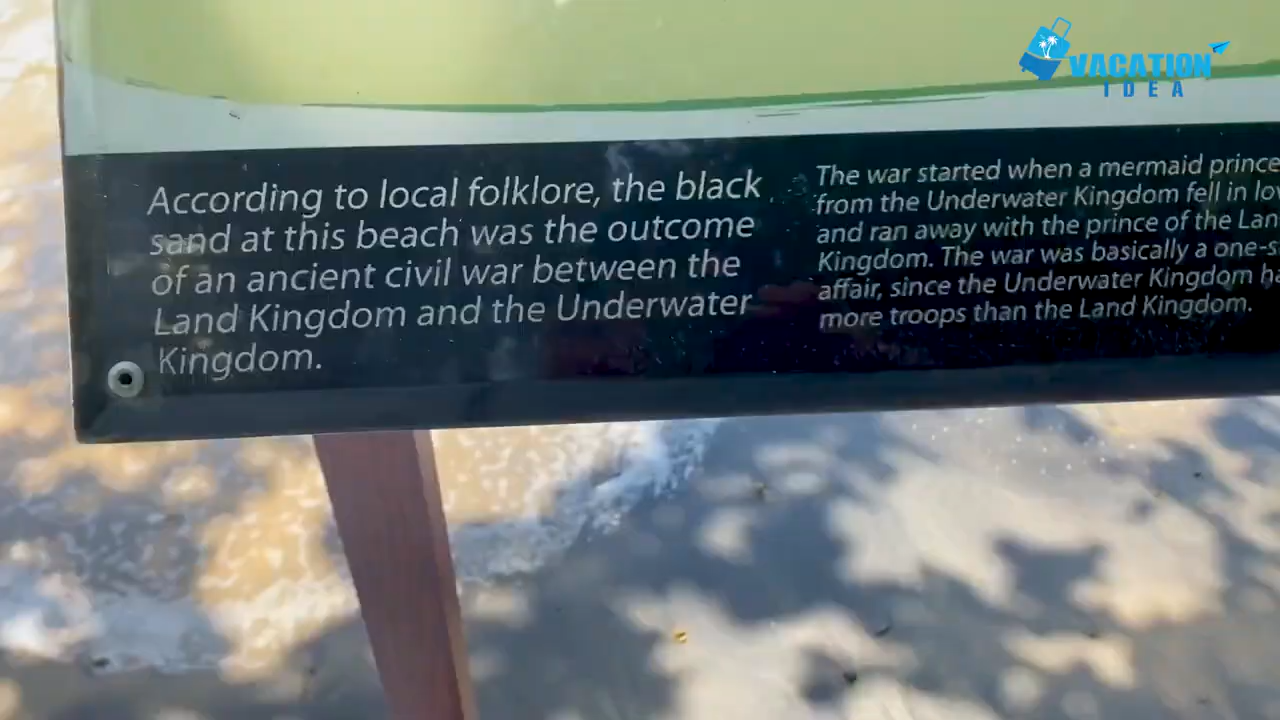 VACATION
IDEA
According to local folklore, the black
sand at this beach was the outcome
of an ancient civil war between the
Land Kingdom and the Underwater
Kingdom.
The war started when a mermaid
from the Underwater Kingdom fell in
and ran away with the prince of the
Kingdom. The war was basically a
affair, since the Underwater Kingdom
more troops than the Land Kingdom.